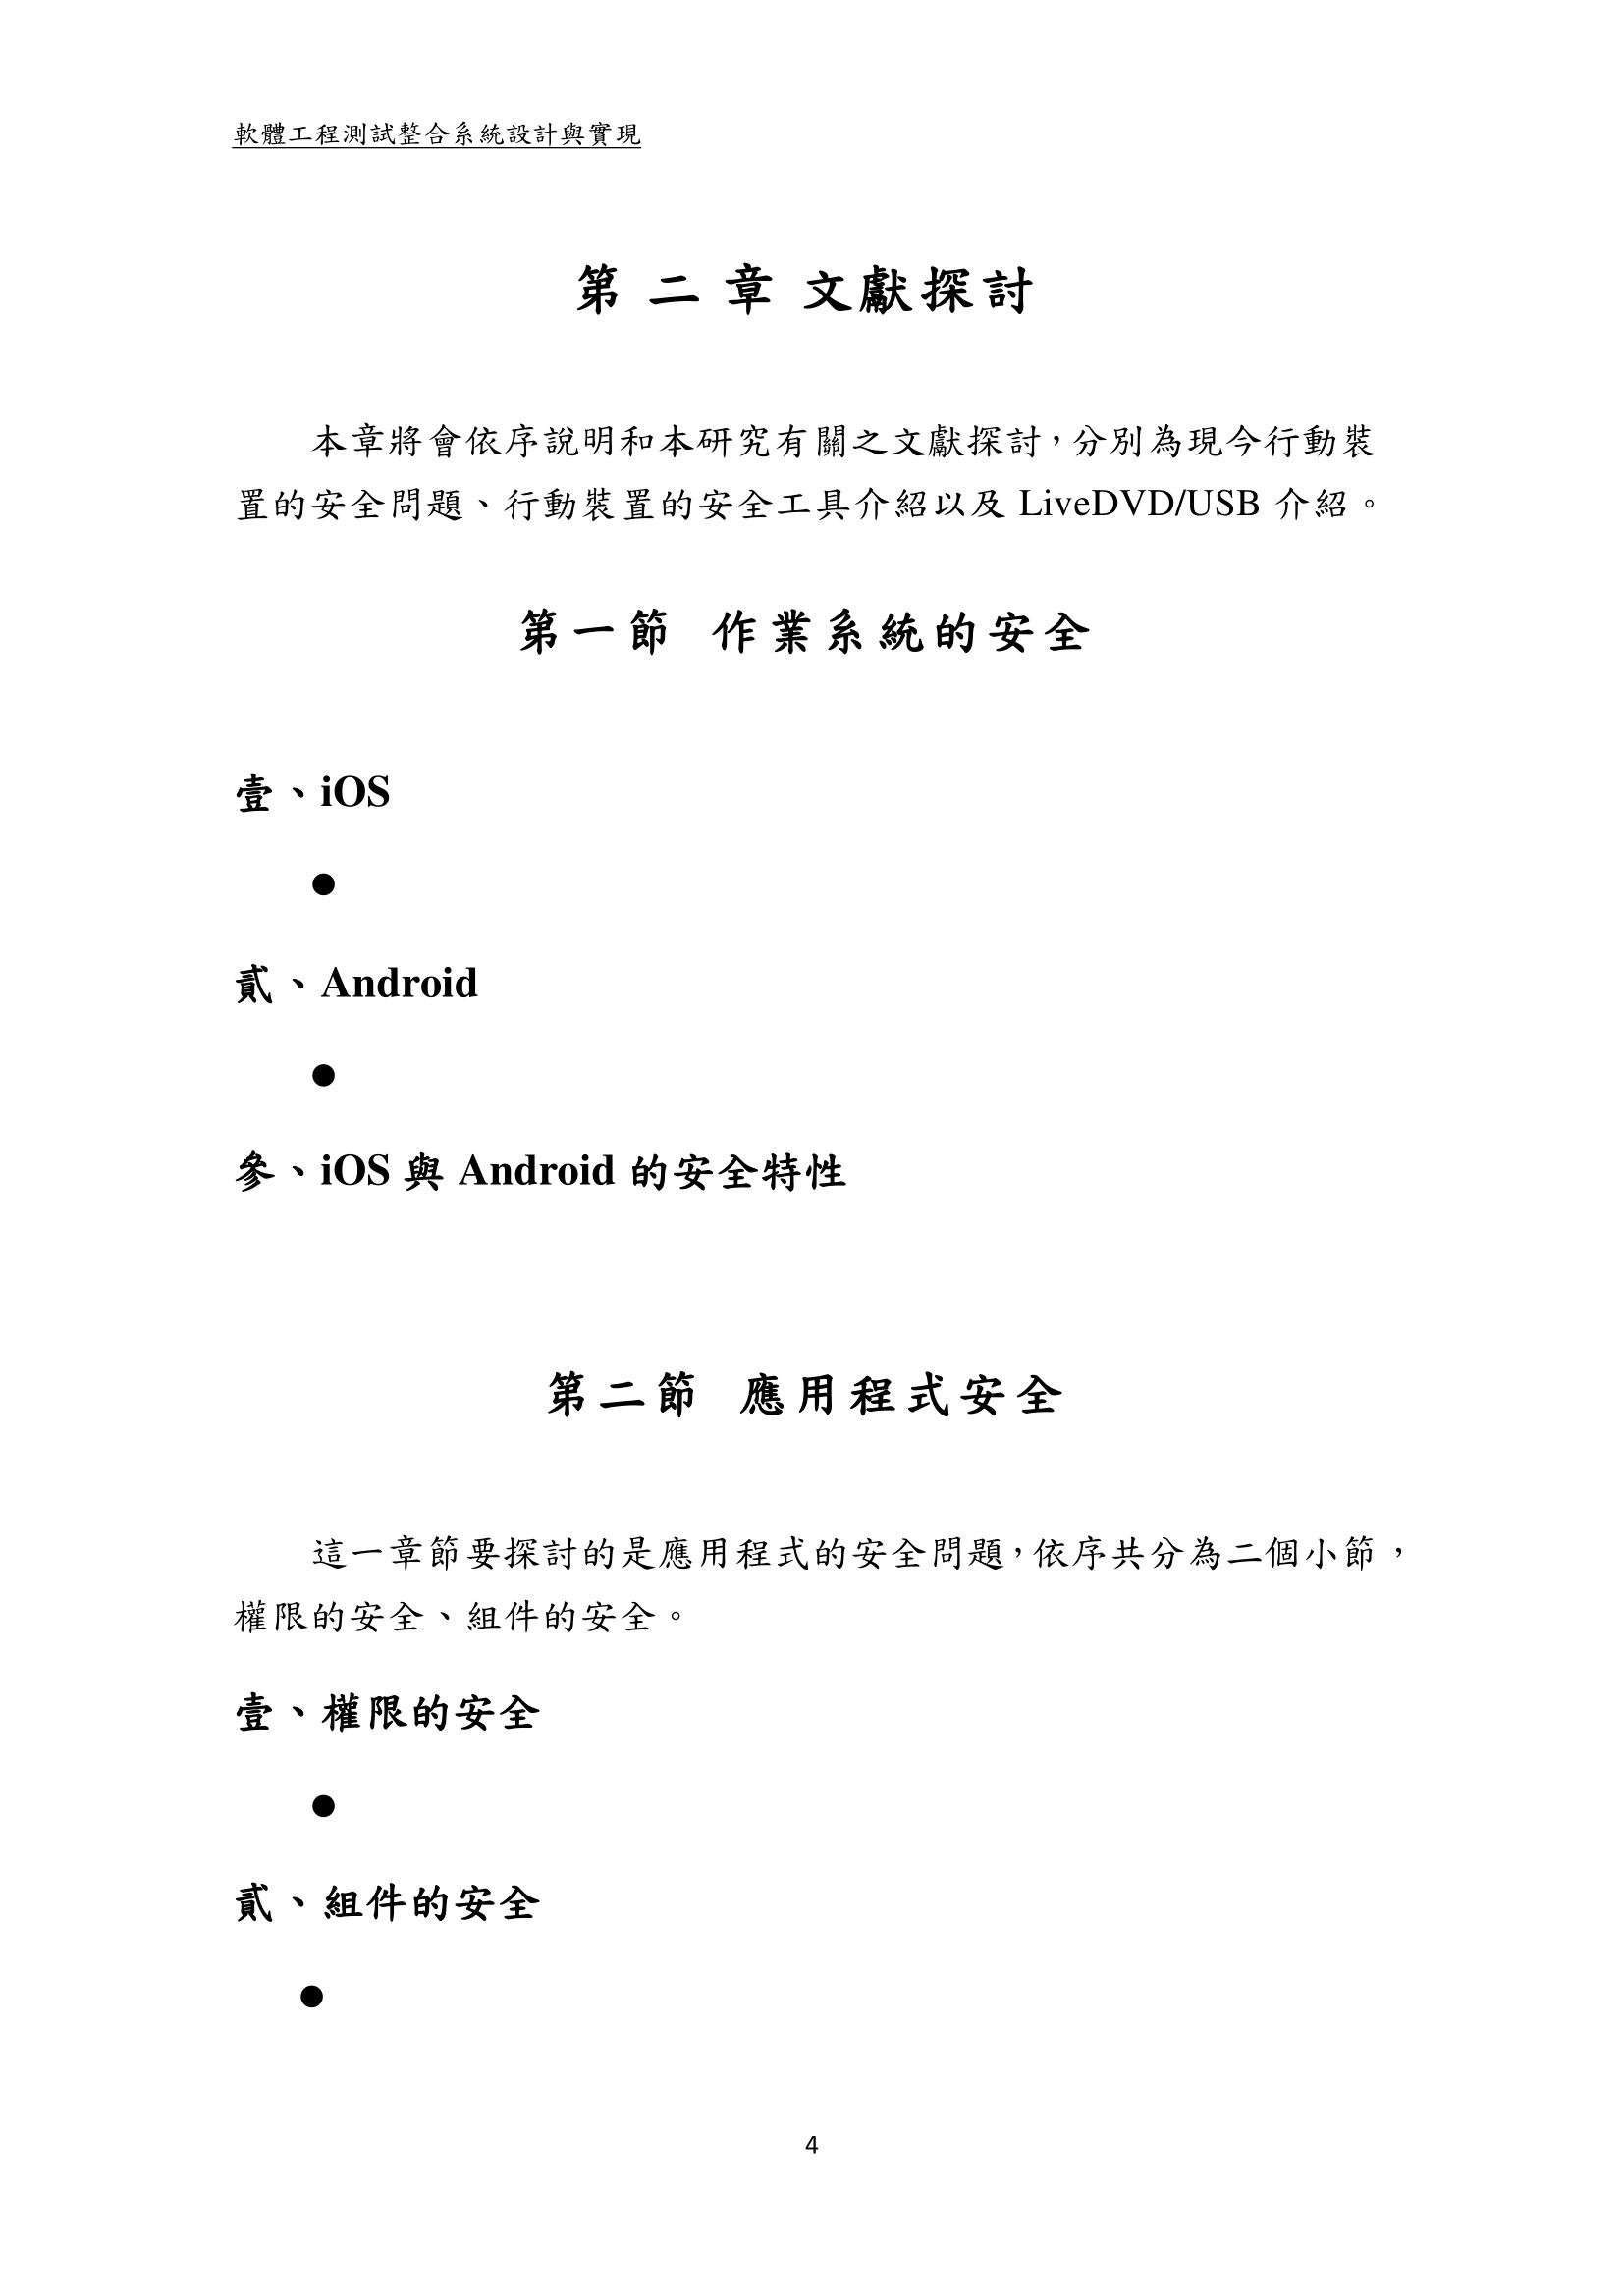 軟體工程測試整合系統設計與實現
第 二 章 文獻探討
本章將會依序說明和本研究有關之文獻探討，分別為現今行動裝
置的安全問題、行動裝置的安全工具介紹以及 LiveDVD/USB 介紹。
第一節 作業系統的安全
壹、iOS
●
貳、Android
●
參、iOS 與 Android 的安全特性
第二節 應用程式安全
這一章節要探討的是應用程式的安全問題，依序共分為二個小節，
權限的安全、組件的安全。
壹、權限的安全
●
貳、組件的安全
●
4